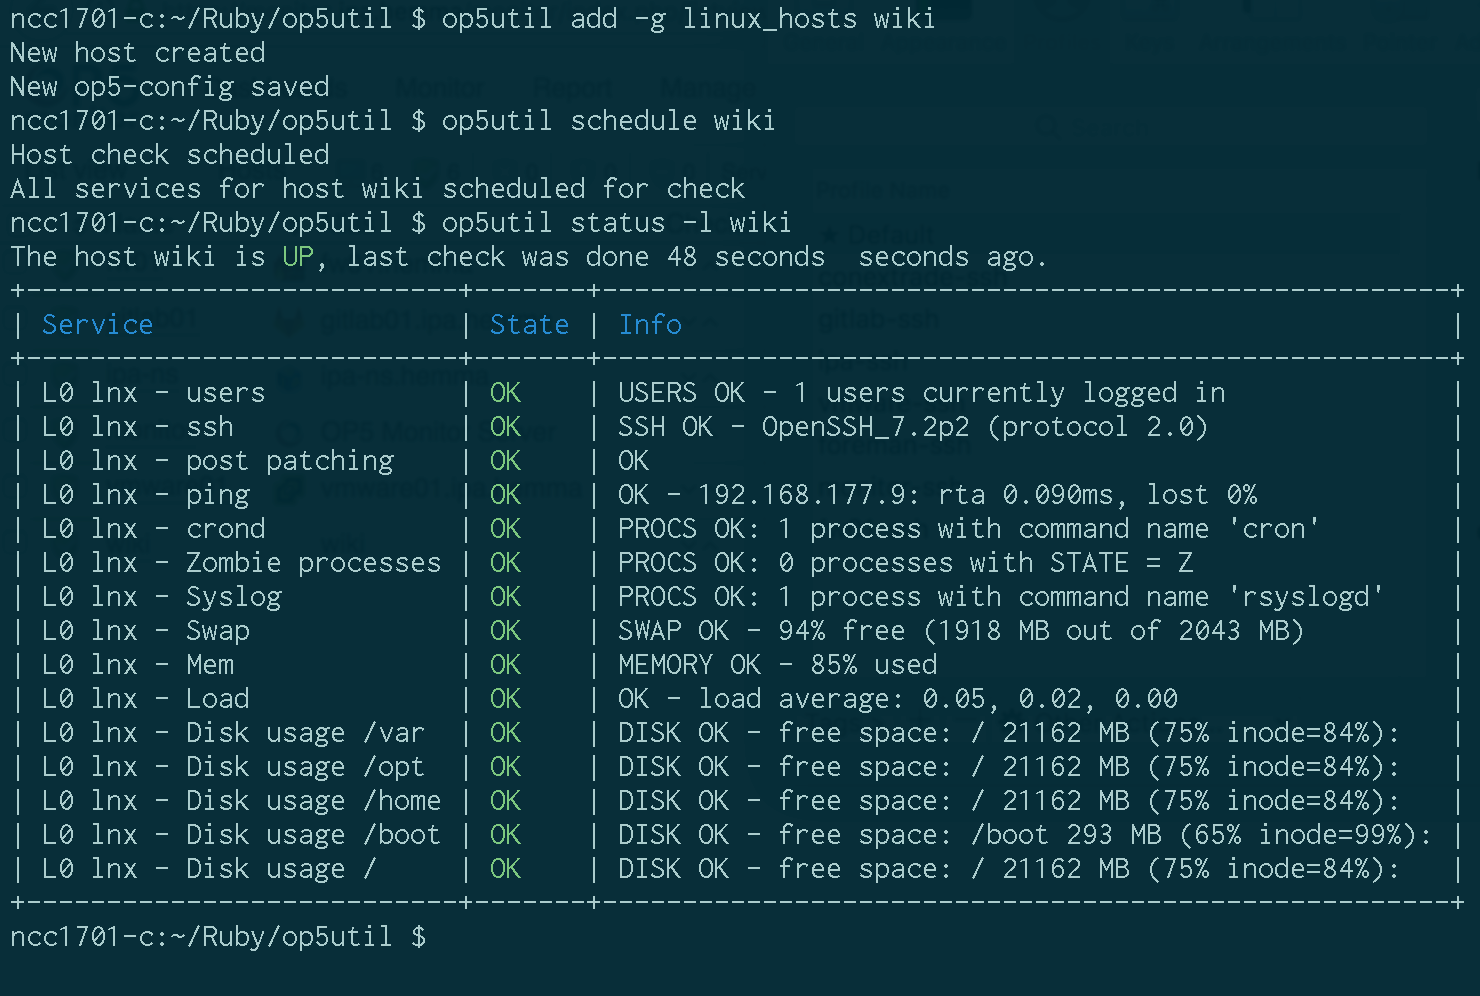 ncc1701-c:~/Ruby/op5util $ op5util add -g linux_hosts wiki
New host created
New op5-config saved
ncc1701-c:~/Ruby/op5util $ op5util schedule wiki
Host check scheduled
All services for host wiki scheduled for check
ncc1701-c:~/Ruby/op5util $ op5util status -l wiki
The host wiki is UP, last check was done 48 seconds  seconds ago.
+---------------------------+-------+-----------------------------------------------------+
| Service                   | State | Info                                                |
+---------------------------+-------+-----------------------------------------------------+
| L0 lnx - users            | OK    | USERS OK - 1 users currently logged in              |
| L0 lnx - ssh              | OK    | SSH OK - OpenSSH_7.2p2 (protocol 2.0)               |
| L0 lnx - post patching    | OK    | OK                                                  |
| L0 lnx - ping             | OK    | OK - 192.168.177.9: rta 0.090ms, lost 0%            |
| L0 lnx - crond            | OK    | PROCS OK: 1 process with command name 'cron'        |
| L0 lnx - Zombie processes | OK    | PROCS OK: 0 processes with STATE = Z                |
| L0 lnx - Syslog           | OK    | PROCS OK: 1 process with command name 'rsyslogd'    |
| L0 lnx - Swap             | OK    | SWAP OK - 94% free (1918 MB out of 2043 MB)         |
| L0 lnx - Mem              | OK    | MEMORY OK - 85% used                                |
| L0 lnx - Load             | OK    | OK - load average: 0.05, 0.02, 0.00                 |
| L0 lnx - Disk usage /var  | OK    | DISK OK - free space: / 21162 MB (75% inode=84%):   |
| L0 lnx - Disk usage /opt  | OK    | DISK OK - free space: / 21162 MB (75% inode=84%):   |
| L0 lnx - Disk usage /home | OK    | DISK OK - free space: / 21162 MB (75% inode=84%):   |
| L0 lnx - Disk usage /boot | OK    | DISK OK - free space: /boot 293 MB (65% inode=99%): |
| L0 lnx - Disk usage /     | OK    | DISK OK - free space: / 21162 MB (75% inode=84%):   |
+---------------------------+-------+-----------------------------------------------------+
ncc1701-c:~/Ruby/op5util $